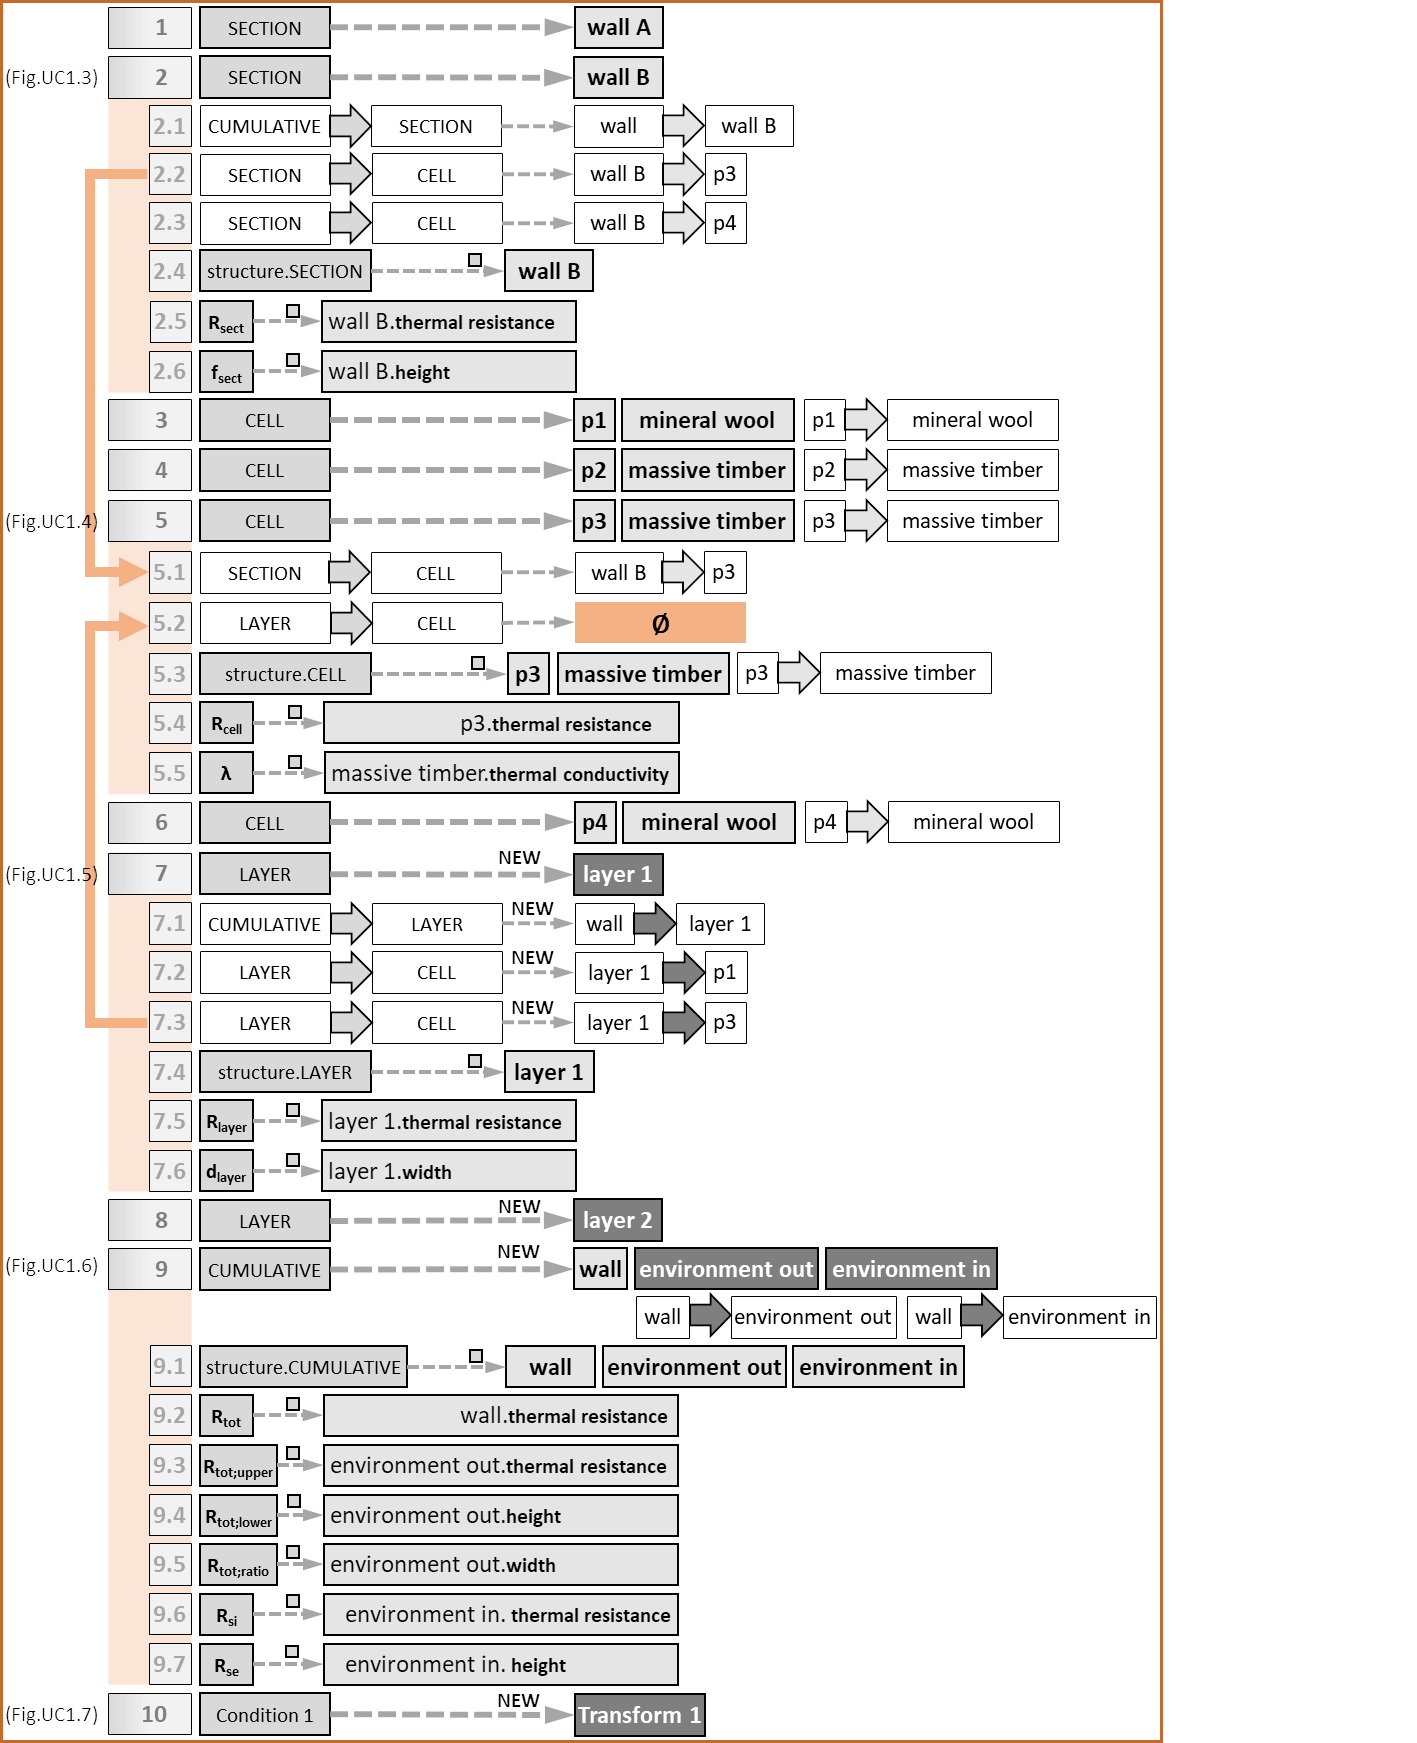 1 SECTION wall A
(Fig.UC1.3) 2 SECTION wall B
2.1 CUMULATIVE SECTION wall wall B
2.2 SECTION CELL wall B p3
2.3 SECTION CELL wall B p4
2.4 structure.SECTION wall B
2.5 Rsect wall B.thermal resistance
2.6 fsect wall B.height
3 CELL p1 mineral wool p1 mineral wool
4 CELL p2 massive timber p2 massive timber
(Fig.UC1.4) 5 CELL p3 massive timber p3 massive timber
5.1 SECTION CELL wall B p3
5.2 LAYER CELL Ø
5.3 structure.CELL p3 massive timber p3 massive timber
5.4 Rcell p3.thermal resistance
5.5 λ massive timber.thermal conductivity
6 CELL p4 mineral wool p4 mineral wool
(Fig.UC1.5) 7 LAYER NEW layer 1
7.1 CUMULATIVE LAYER NEW wall layer 1
7.2 LAYER CELL NEW layer 1 p1
7.3 LAYER CELL NEW layer 1 p3
7.4 structure.LAYER layer 1
7.5 Rlayer layer 1.thermal resistance
7.6 dlayer layer 1.width
8 LAYER NEW layer 2
(Fig.UC1.6) 9 CUMULATIVE NEW wall environment out environment in
wall environment out wall environment in
9.1 structure.CUMULATIVE wall environment out environment in
9.2 Rtot wall.thermal resistance
9.3 Rtot;upper environment out.thermal resistance
9.4 Rtot;lower environment out.height
9.5 Rtot;ratio environment out.width
9.6 Rsi environment in. thermal resistance
9.7 Rse environment in. height
(Fig.UC1.7) 10 Condition 1 NEW Transform 1